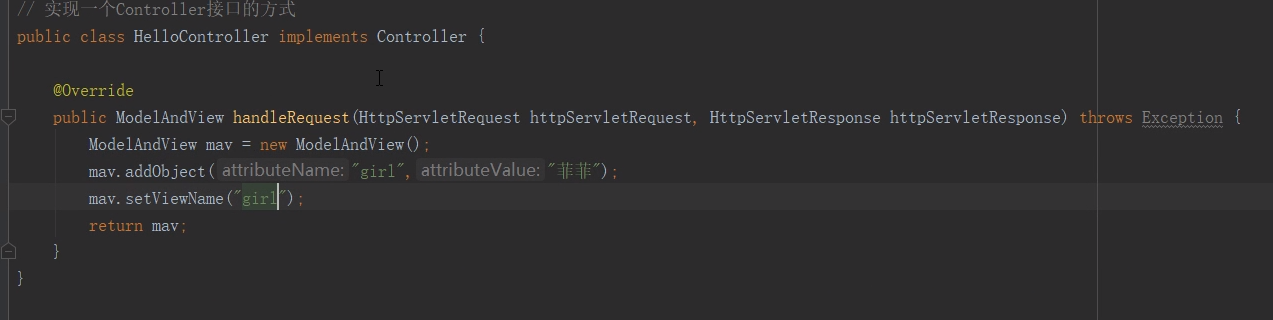 // 实现一个Controller接口的方式
public class HelloController implements Controller {
@Override
public ModelAndView handleRequest(HttpServletRequest httpServletRequest, HttpServletResponse httpServletResponse) throws Exception {
ModelAndView mav = new ModelAndView();
mav.addObject( attributeName: "girl", attributeValue: "菲菲");
mav.setViewName("girl");
return mav;
}
}